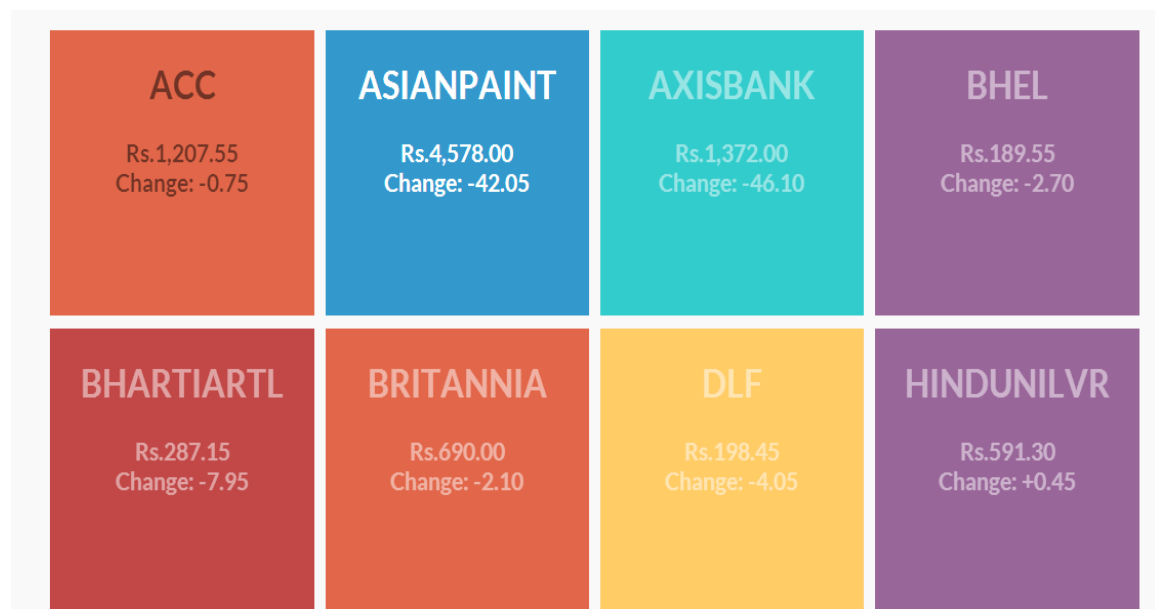 ACC
Rs.1,207.55
Change: -0.75
ASIANPAINT
Rs.4,578.00
Change: -42.05
AXISBANK
Rs.1,372.00
Change: -46.10
BHEL
Rs.189.55
Change: -2.70
BHARTIARTL
Rs.287.15
Change: -7.95
BRITANNIA
Rs.690.00
Change: -2.10
DLF
Rs.198.45
Change: -4.05
HINDUNILVR
Rs.591.30
Change: +0.45